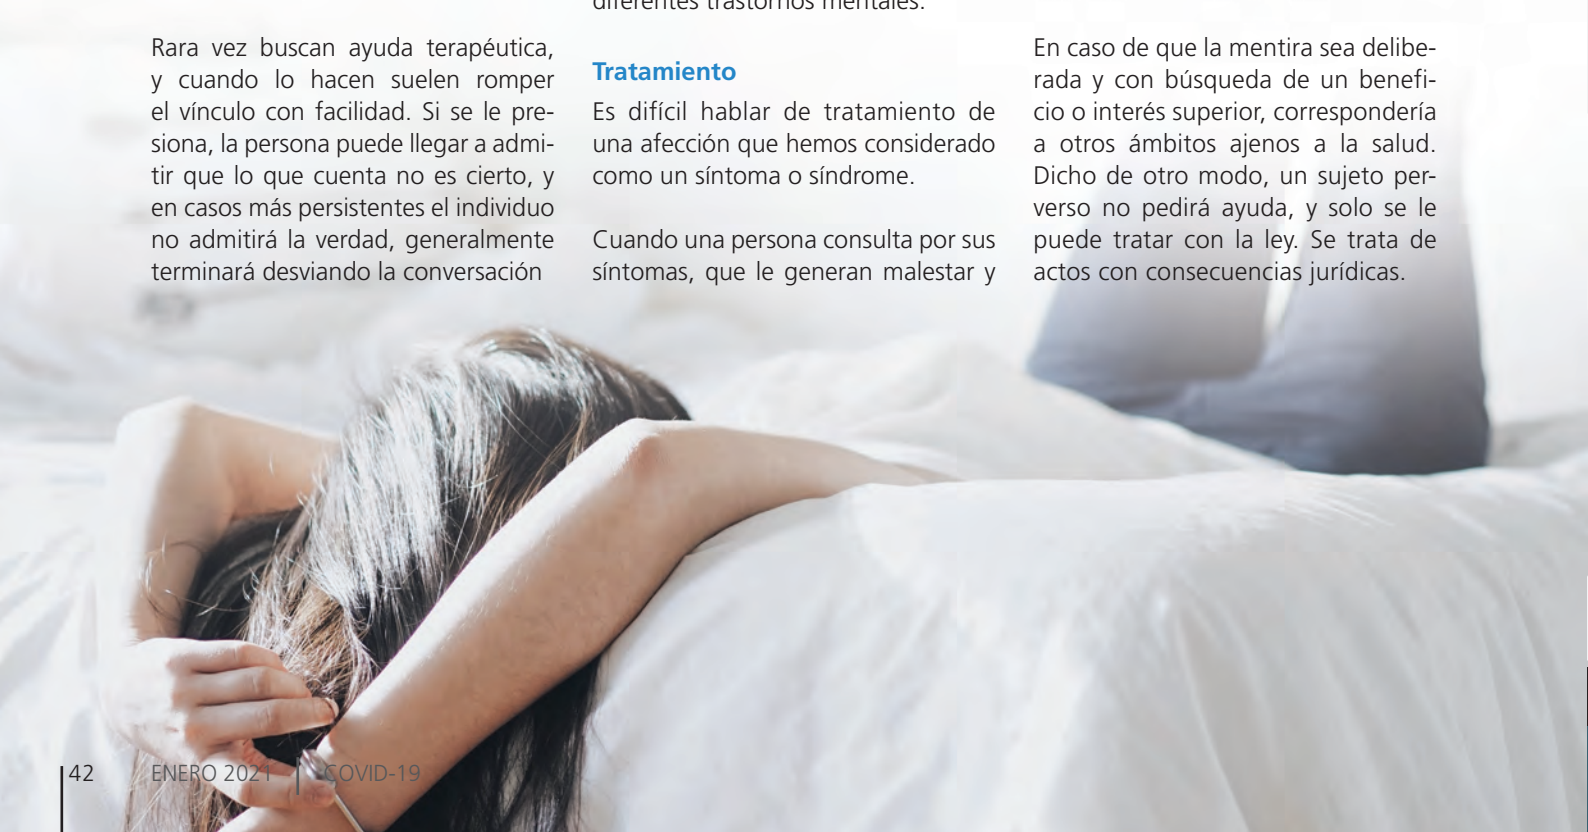 Rara vez buscan ayuda terapéutica,
y cuando lo hacen suelen romper
el vínculo con facilidad. Si se le pre-
siona, la persona puede llegar a admi-
tir que lo que cuenta no es cierto, y
en casos más persistentes el individuo
no admitirá la verdad, generalmente
terminará desviando la conversación
diferentes trastornos mentales.
Tratamiento
Es difícil hablar de tratamiento de
una afección que hemos considerado
como un síntoma o síndrome.
Cuando una persona consulta por sus
síntomas, que le generan malestar y
En caso de que la mentira sea delibe-
rada y con búsqueda de un benefi-
cio o interés superior, correspondería
a otros ámbitos ajenos a la salud.
Dicho de otro modo, un sujeto per-
verso no pedirá ayuda, y solo se le
puede tratar con la ley. Se trata de
actos con consecuencias jurídicas.
42 ENERO 2021 | COVID-19